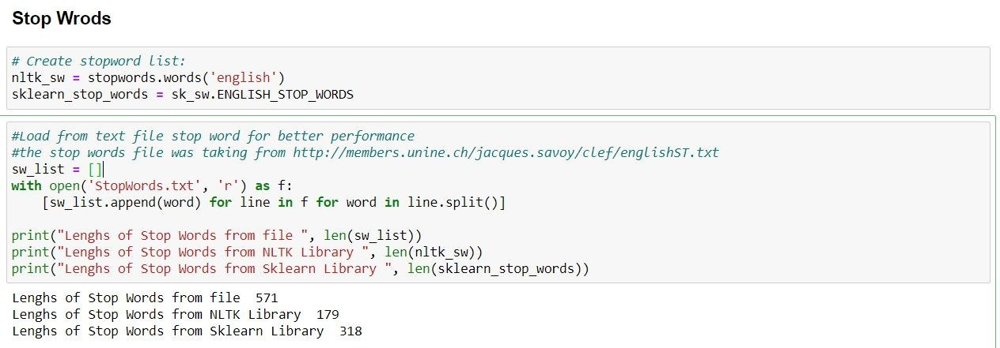 Stop Wrods
# Create stopword list:
nltk_sw = stopwords.words('english')
sklearn_stop_words = sk_sw.ENGLISH_STOP_WORDS
#Load from text file stop word for better performance
#the stop words file was taking from http://members.unine.ch/jacques.savoy/clef/englishST.txt
sw_list = []
with open('StopWords.txt', 'r') as f:
    [sw_list.append(word) for line in f for word in line.split()]
print("Lenghs of Stop Words from file ", len(sw_list))
print("Lenghs of Stop Words from NLTK Library ", len(nltk_sw))
print("Lenghs of Stop Words from Sklearn Library ", len(sklearn_stop_words))
Lenghs of Stop Words from file  571
Lenghs of Stop Words from NLTK Library  179
Lenghs of Stop Words from Sklearn Library  318